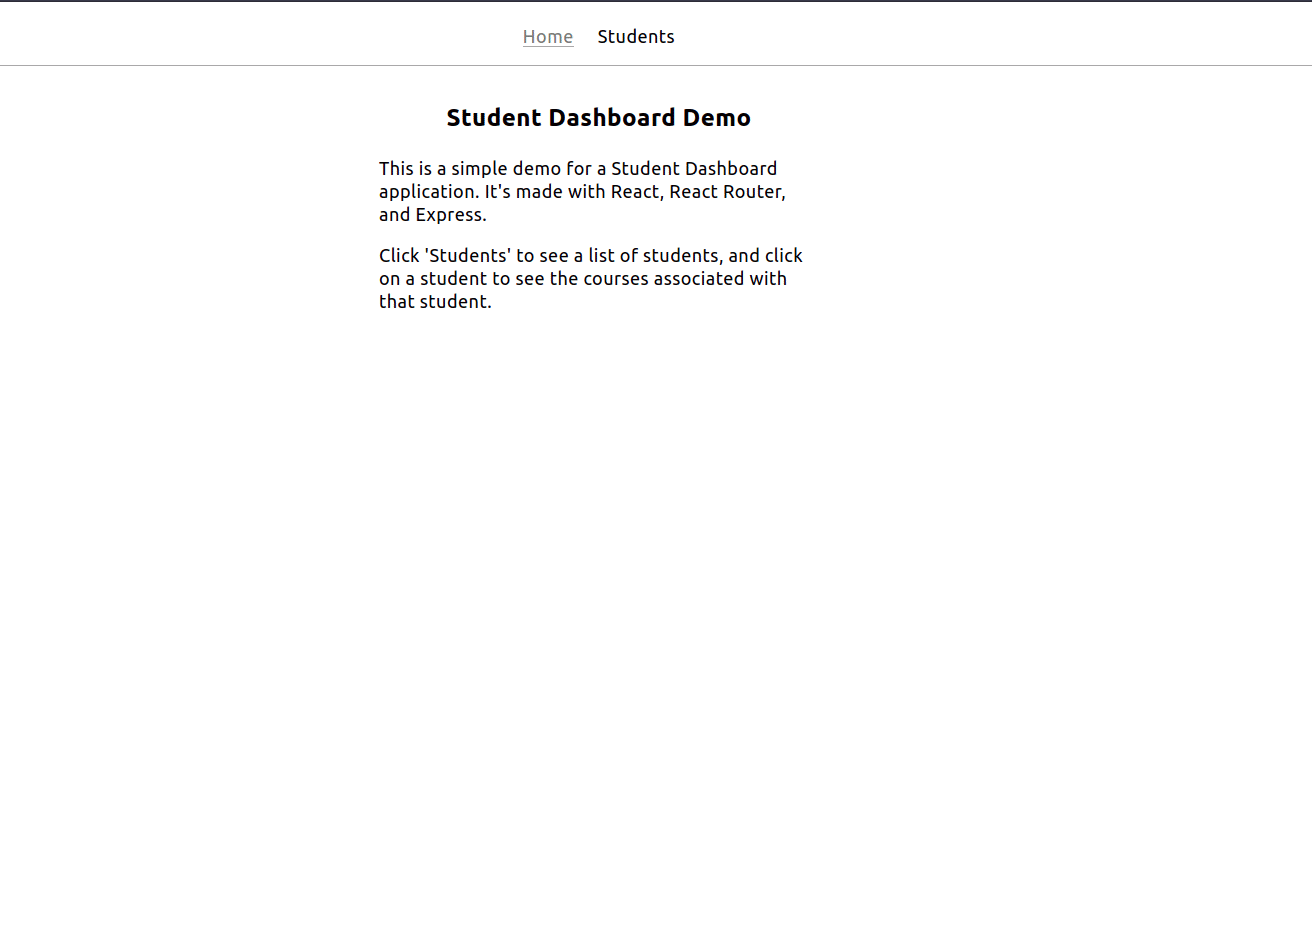 Home Students
Student Dashboard Demo
This is a simple demo for a Student Dashboard
application. It's made with React, React Router,
and Express.
Click 'Students' to see a list of students, and click
on a student to see the courses associated with
that student.